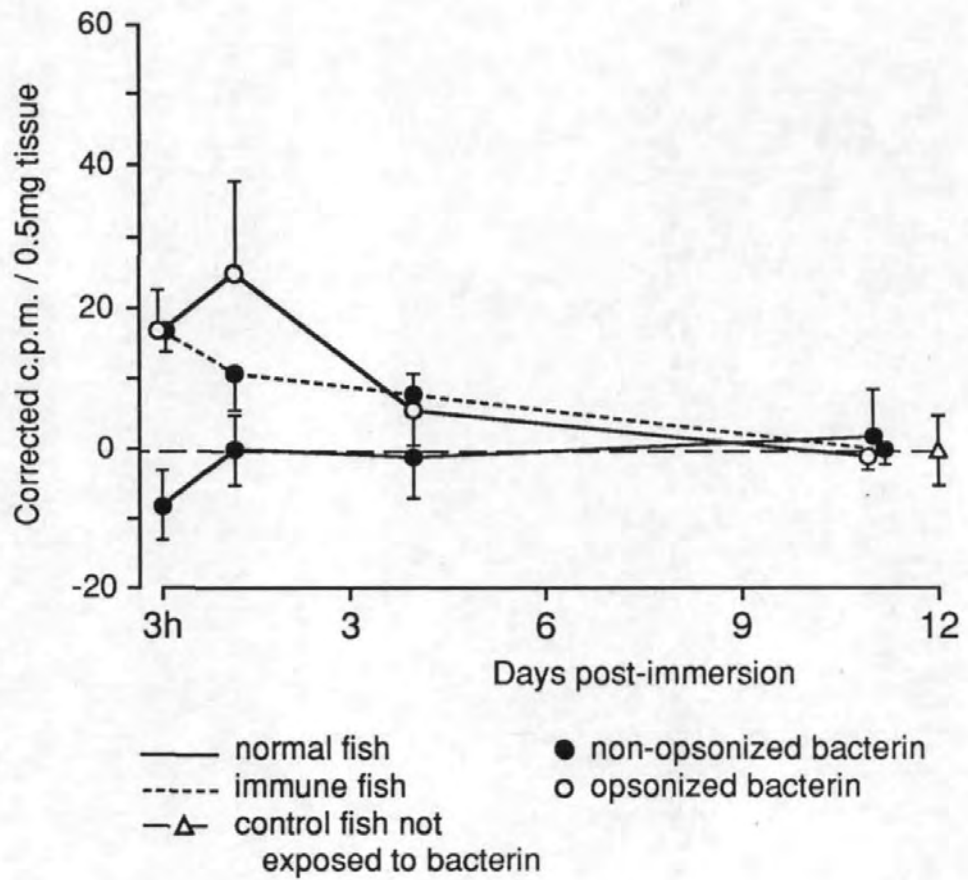 60
40
20
0
-20
Corrected c.p.m. / 0.5mg tissue
3h 3 6 9 12
Days post-immersion
normal fish
immune fish
control fish not
exposed to bacterin
non-opsonized bacterin
opsonized bacterin